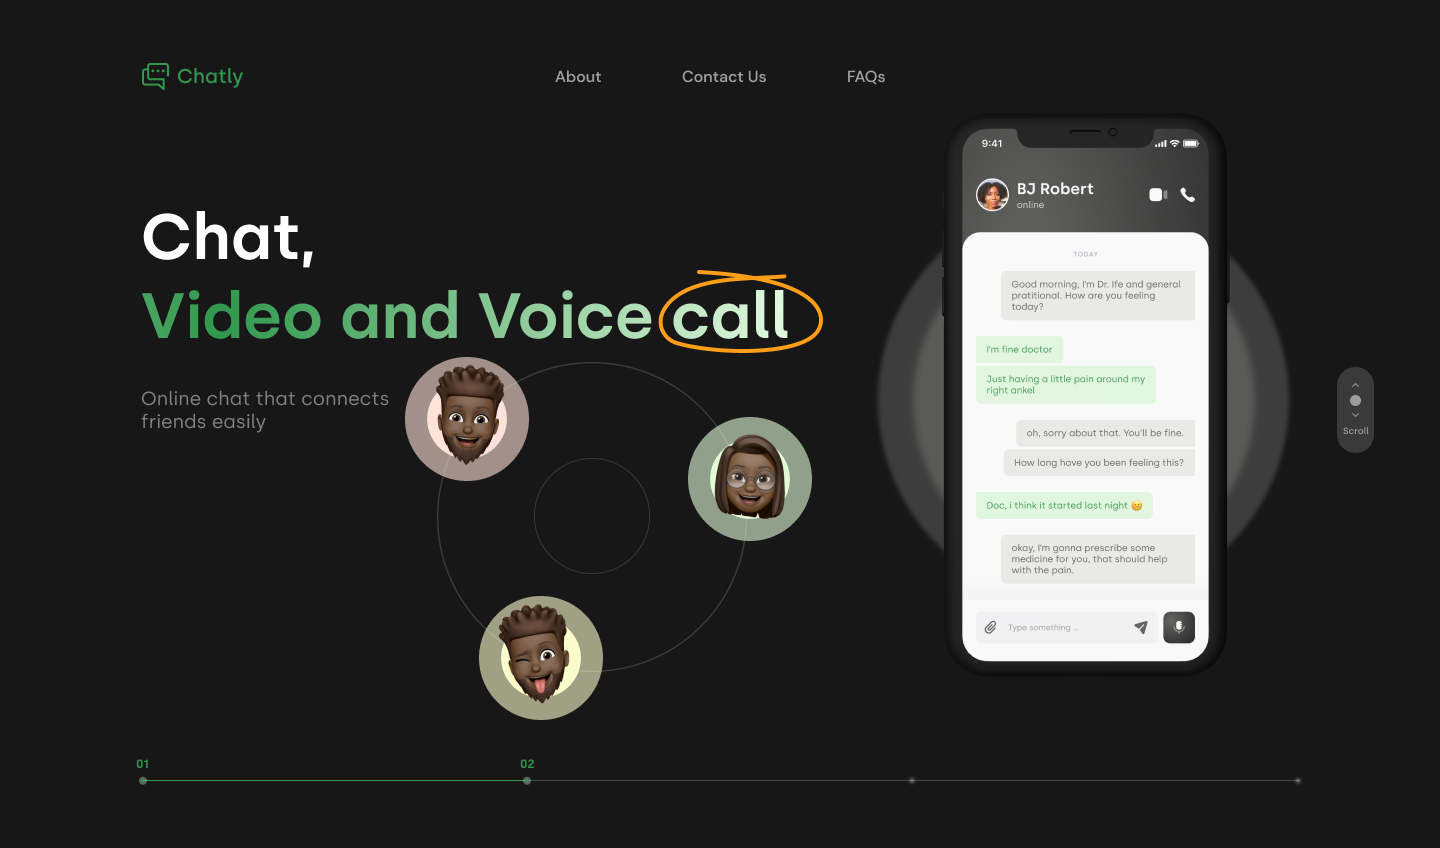 Chatly
About
Contact Us
FAQs
Chat,
Video and Voice call
Online chat that connects
friends easily
9:41
BJ Robert
online
TODAY
Good morning, I'm Dr. Ife and general
pratitional. How are you feeling
today?
I'm fine doctor
Just having a little pain around my
right ankel
oh, sorry about that. You'll be fine.
How long have you been feeling this?
Doc, i think it started last night 😕
okay, I'm gonna prescribe some
medicine for you, that should help
with the pain.
Type something ...
Scroll
01
02